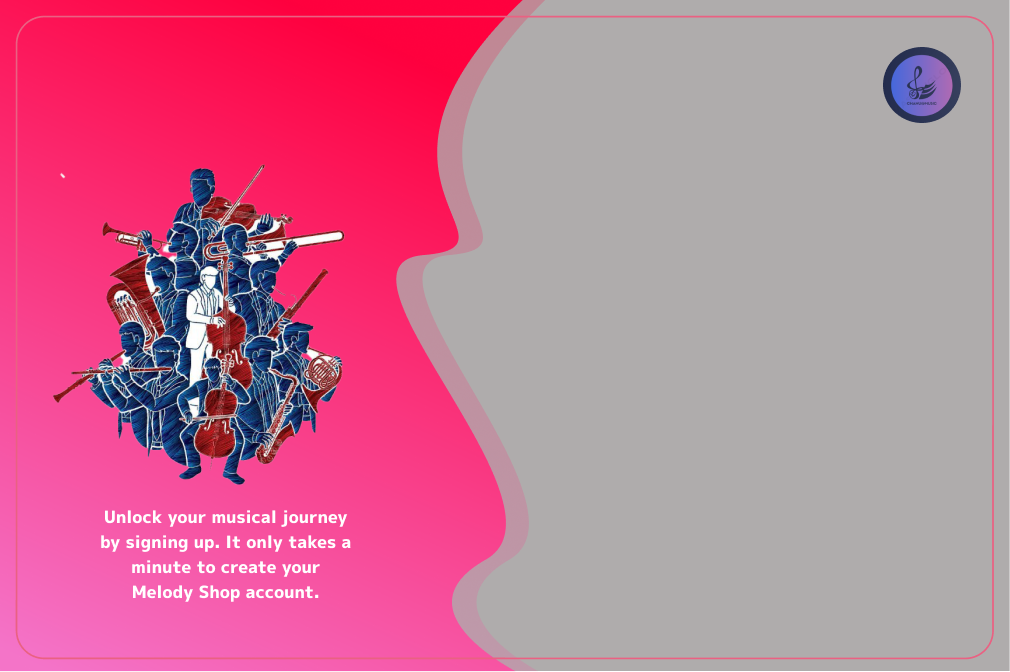 Unlock your musical journey
by signing up. It only takes a
minute to create your
Melody Shop account.